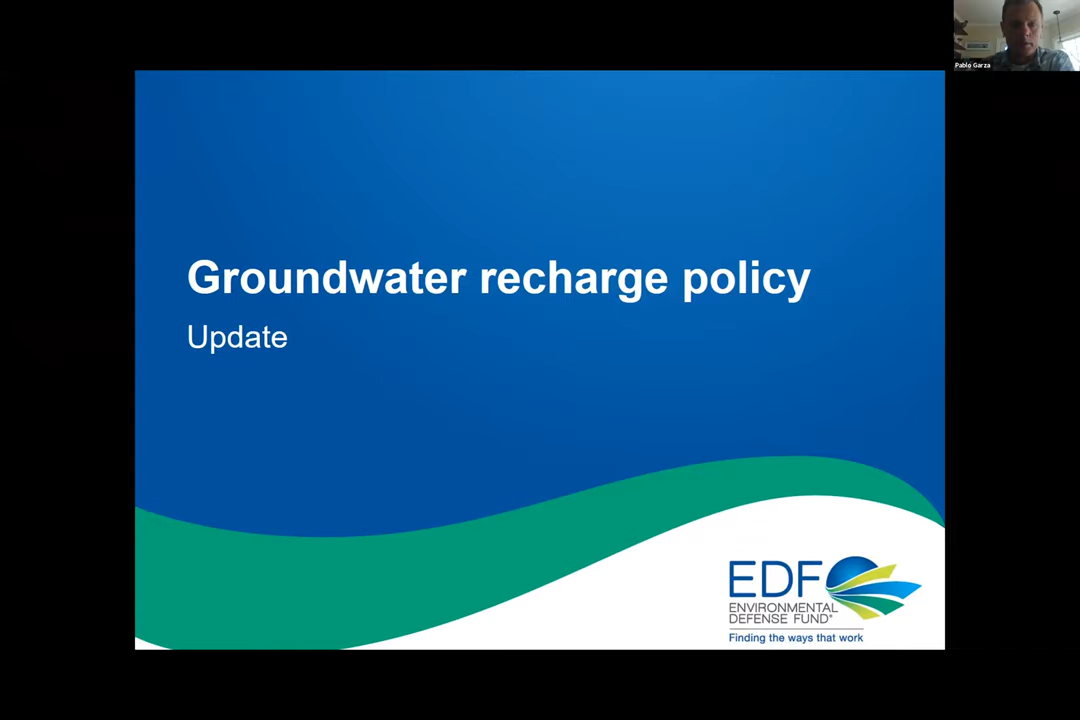 Pablo Garza
Groundwater recharge policy
Update
EDF
ENVIRONMENTAL
DEFENSE FUND®
Finding the ways that work